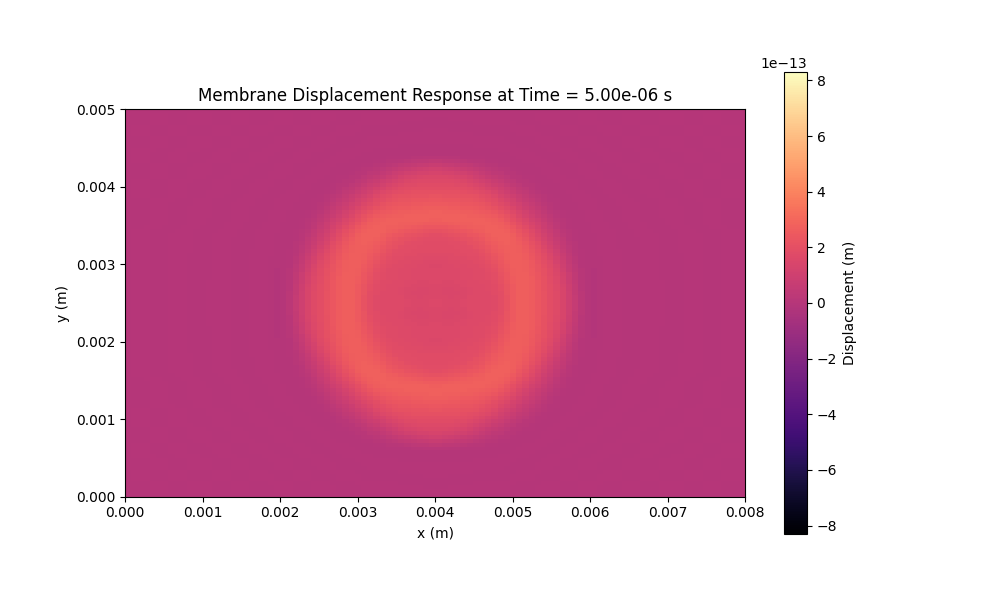 1e−13
Membrane Displacement Response at Time = 5.00e-06 s
0.005
0.004
0.003
0.002
0.001
0.000
y (m)
0.000 0.001 0.002 0.003 0.004 0.005 0.006 0.007 0.008
x (m)
8
6
4
2
0
−2
−4
−6
−8
Displacement (m)